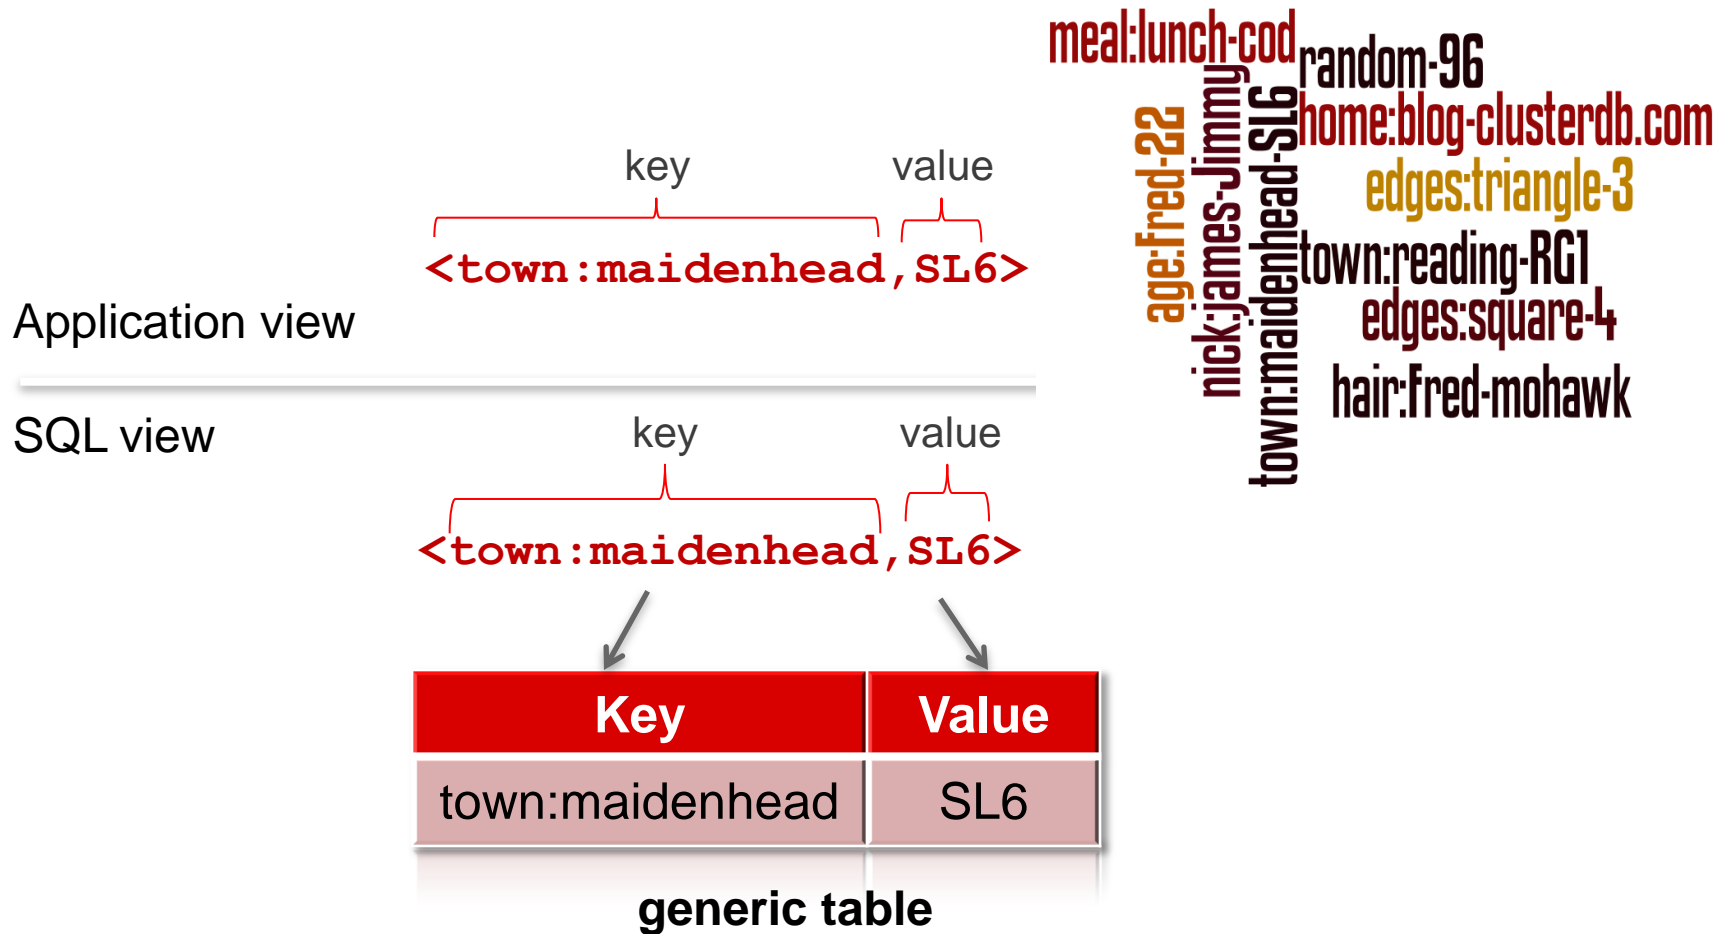 key value
<town:maidenhead,SL6>
Application view
SQL view
key value
<town:maidenhead,SL6>
Key Value
town:maidenhead SL6
generic table
meal:lunch-cod
random-96
home:blog-clusterdb.com
edges:triangle-3
town:reading-RG1
edges:square-4
hair:Fred-mohawk
age:Fred-22
nick:james-Jimmy
town:maidenhead-SL6